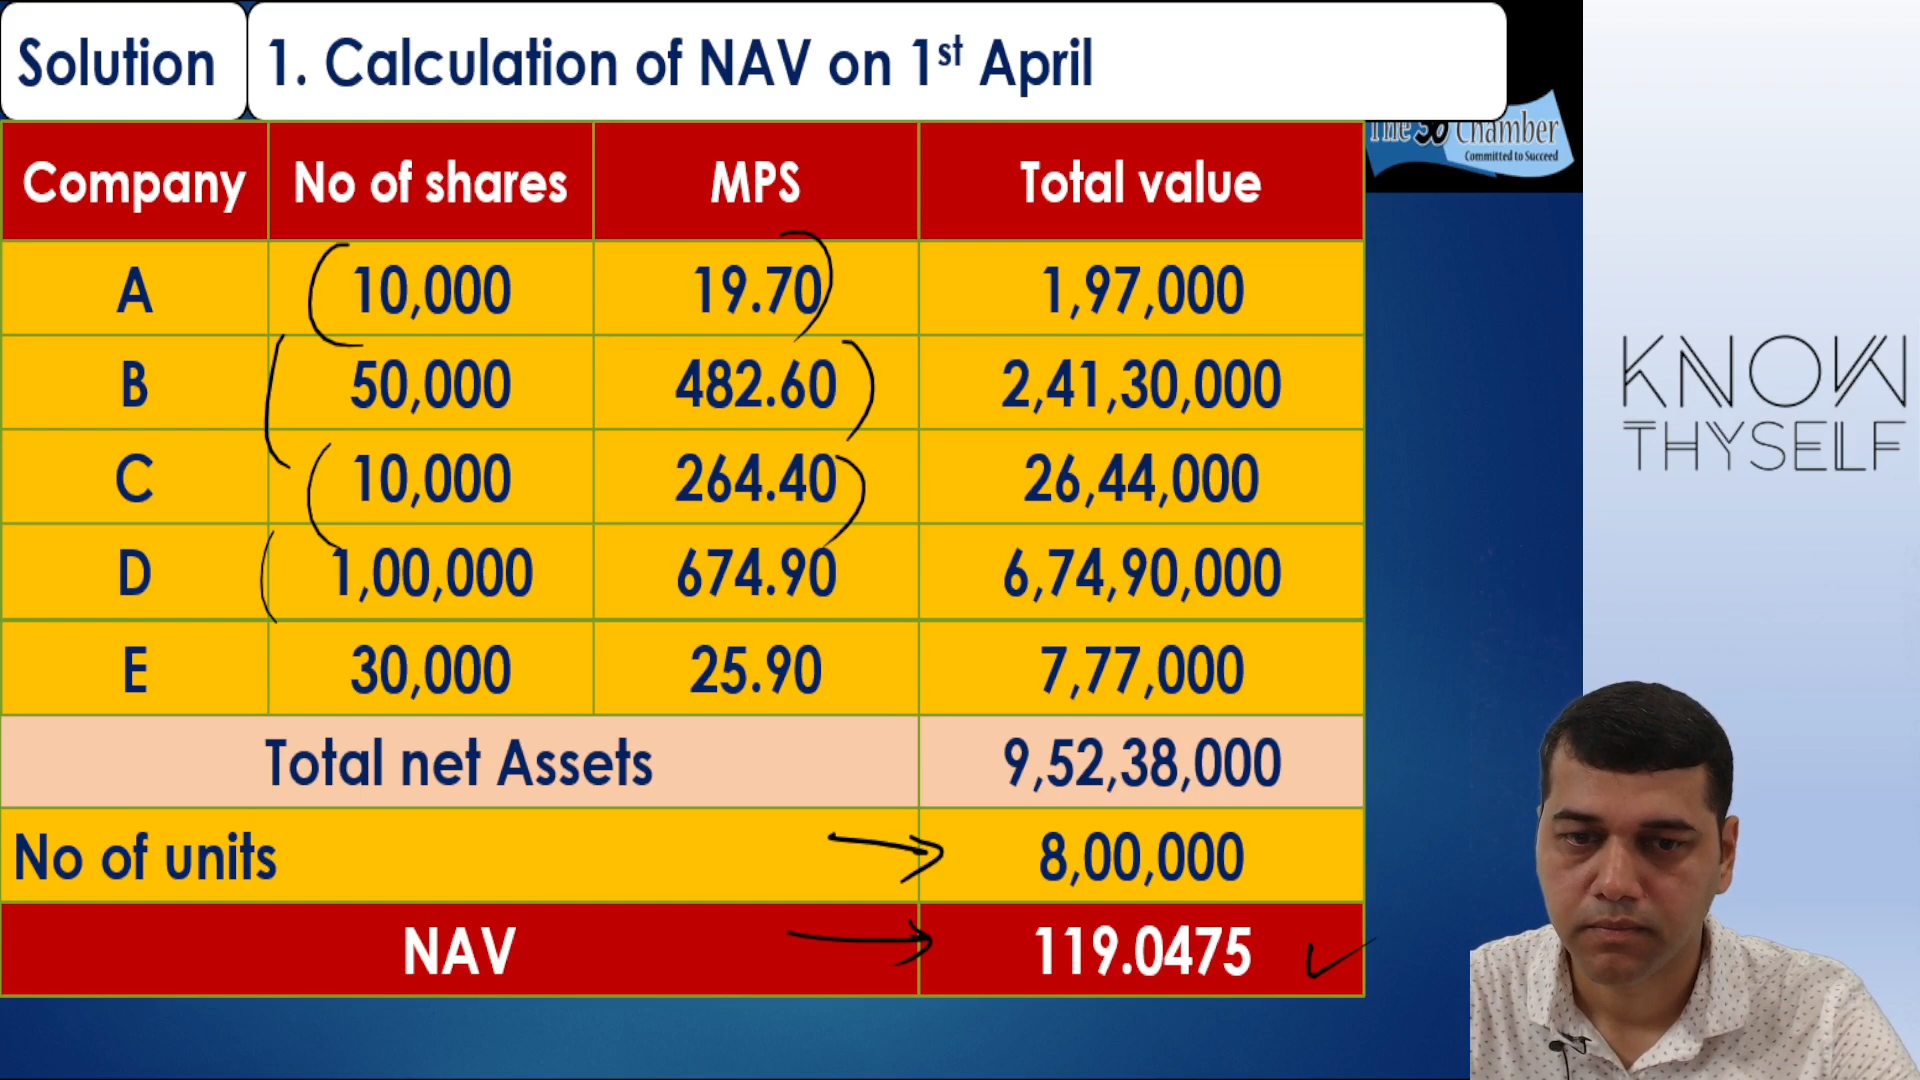 Solution
1. Calculation of NAV on 1st April
The 36 Chamber
Committed to Succeed
Company No of shares MPS Total value
A 10,000 19.70 1,97,000
B 50,000 482.60 2,41,30,000
C 10,000 264.40 26,44,000
D 1,00,000 674.90 6,74,90,000
E 30,000 25.90 7,77,000
Total net Assets 9,52,38,000
No of units 8,00,000
NAV 119.0475
KNOW
THYSELF